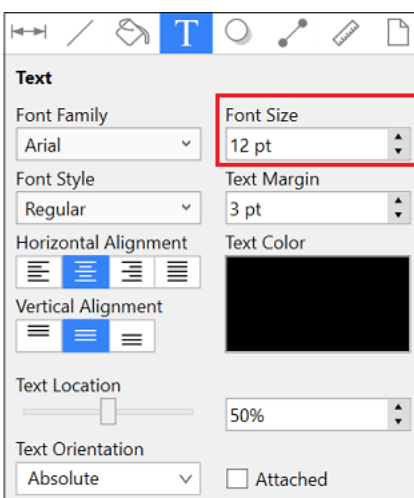 T
Text
Font Family
Font Size
Arial
12 pt
Font Style
Text Margin
Regular
3 pt
Horizontal Alignment
Text Color
Vertical Alignment
Text Location
50%
Text Orientation
Absolute
Attached